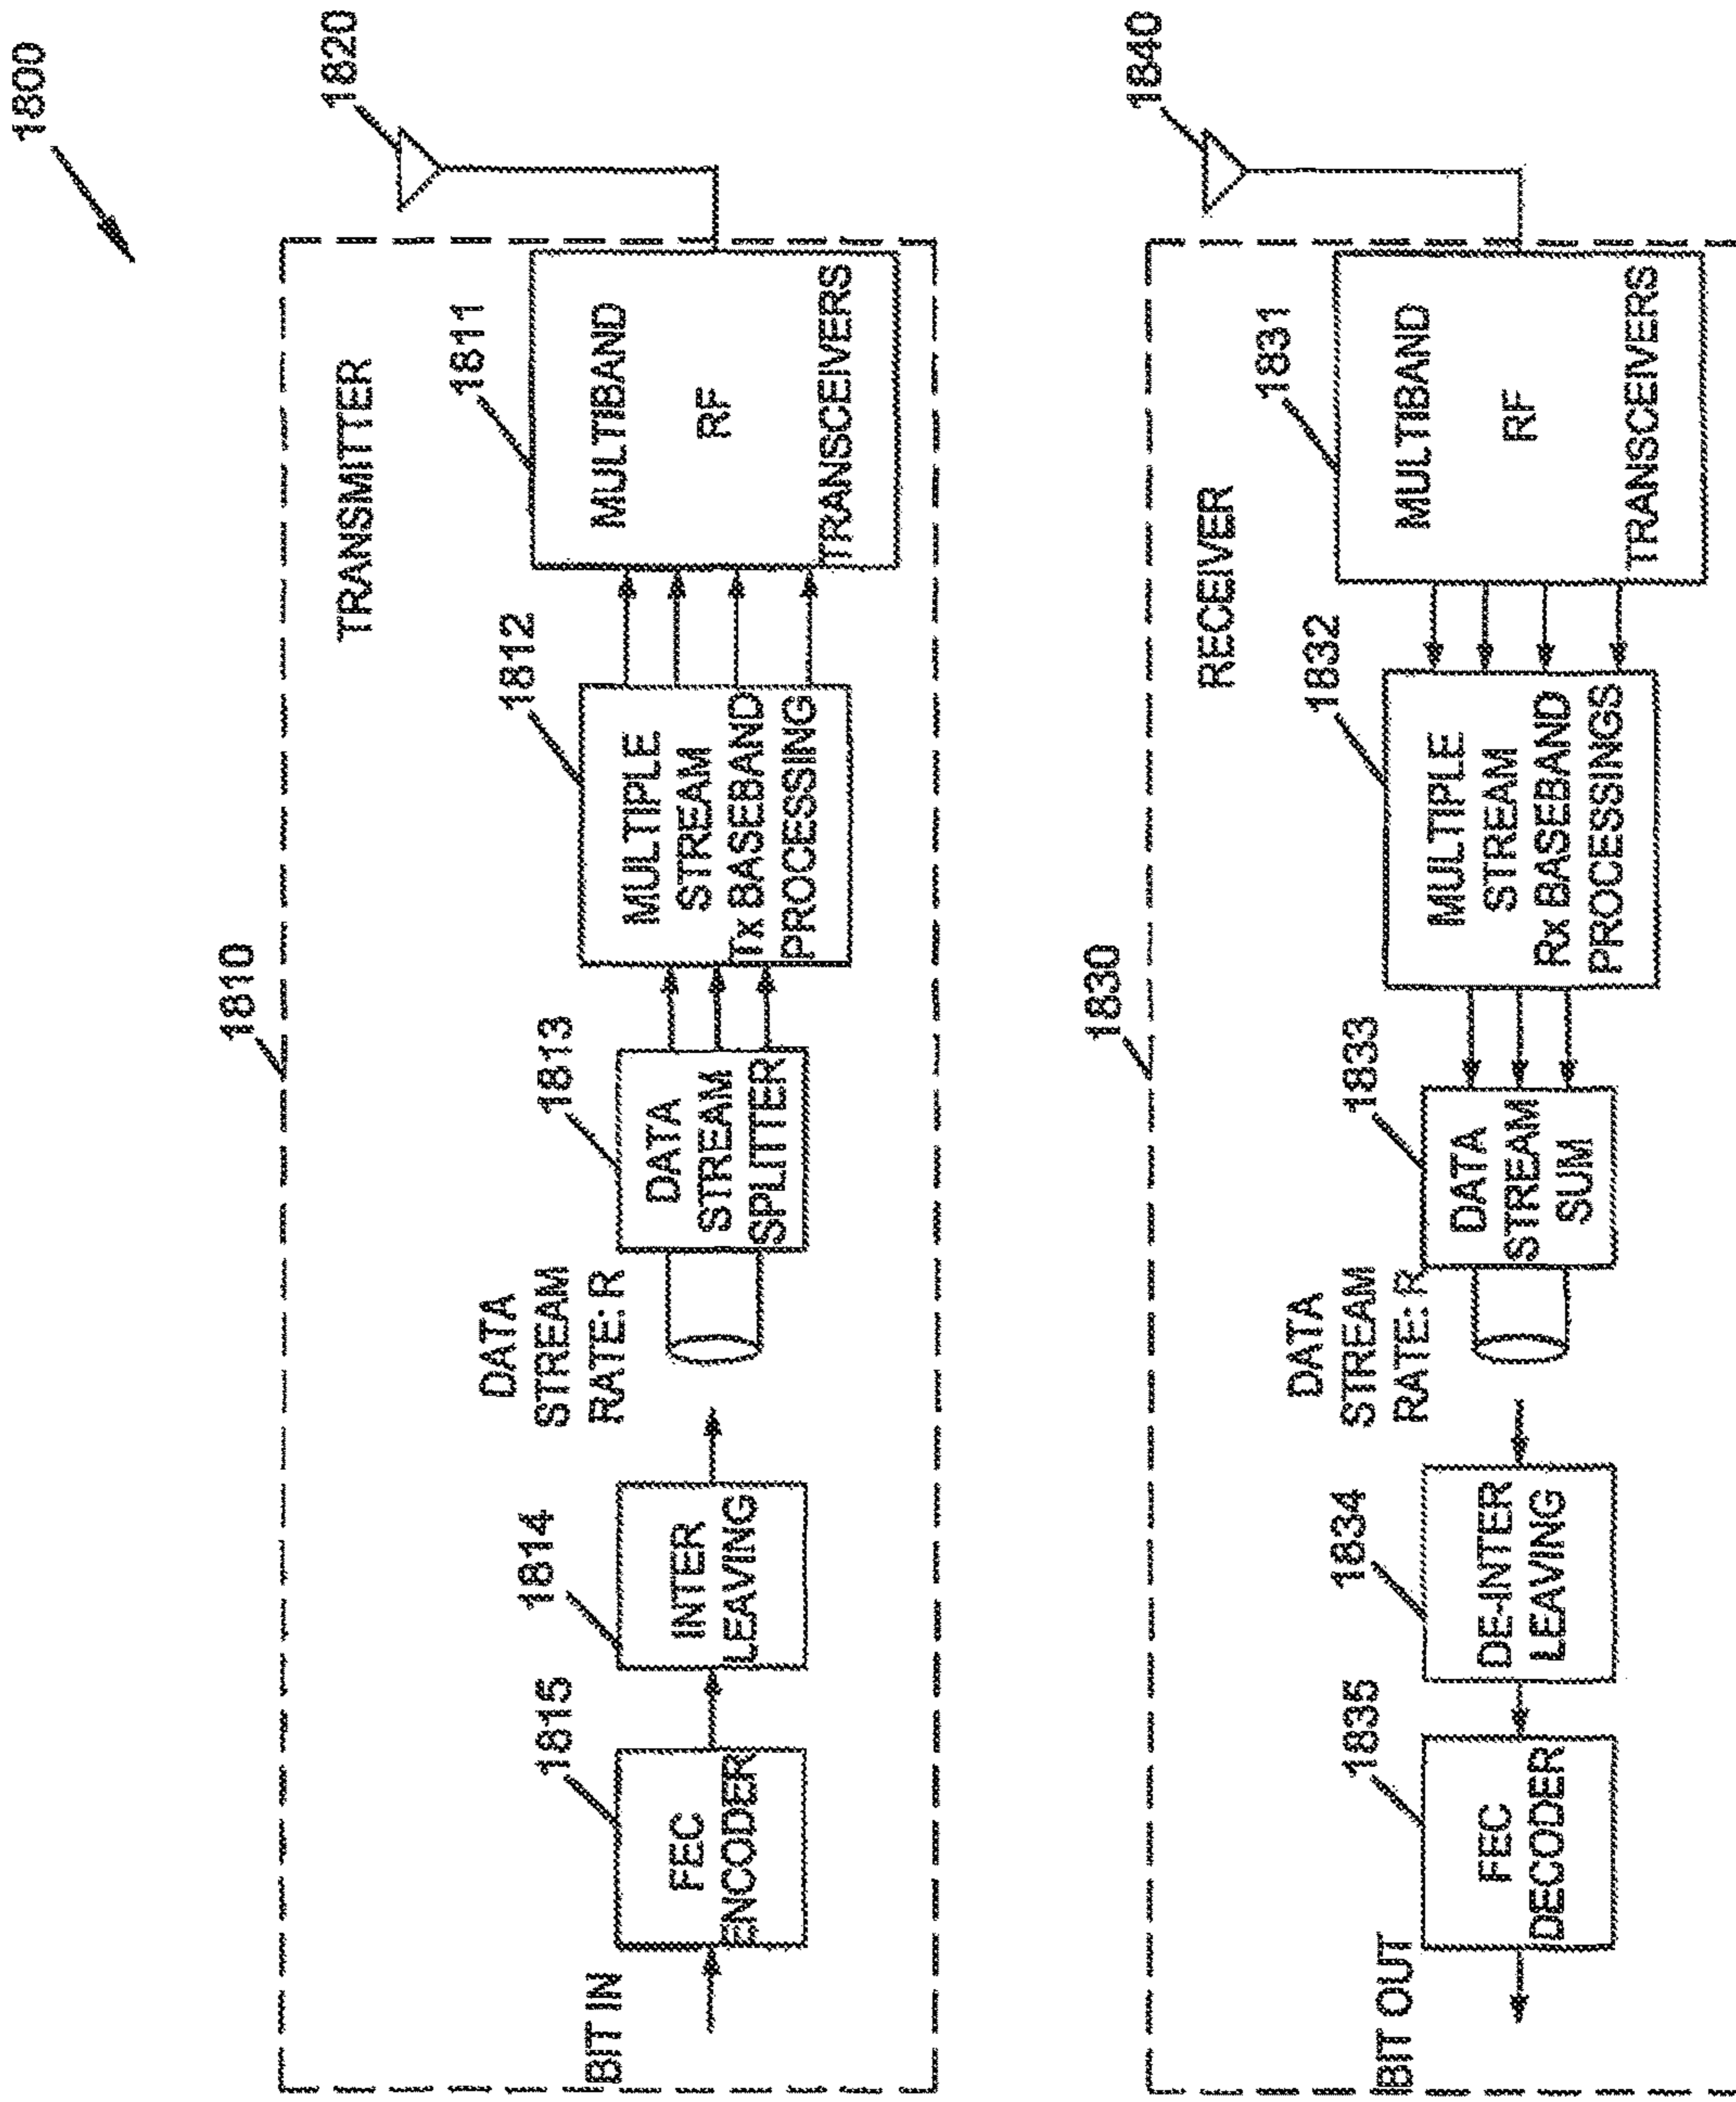 1800
1810
TRANSMITTER
1820
BIT IN
1815
FEC
ENCODER
1814
INTER
LEAVING
DATA
STREAM
RATE: R
1813
DATA
STREAM
SPLITTER
1812
MULTIPLE
STREAM
Tx BASEBAND
PROCESSING
1811
MULTIBAND
RF
TRANSCEIVERS
1830
RECEIVER
1840
BIT OUT
1835
FEC
DECODER
1834
DE-INTER
LEAVING
DATA
STREAM
RATE: R
1833
DATA
STREAM
SUM
1832
MULTIPLE
STREAM
Rx BASEBAND
PROCESSINGS
1831
MULTIBAND
RF
TRANSCEIVERS